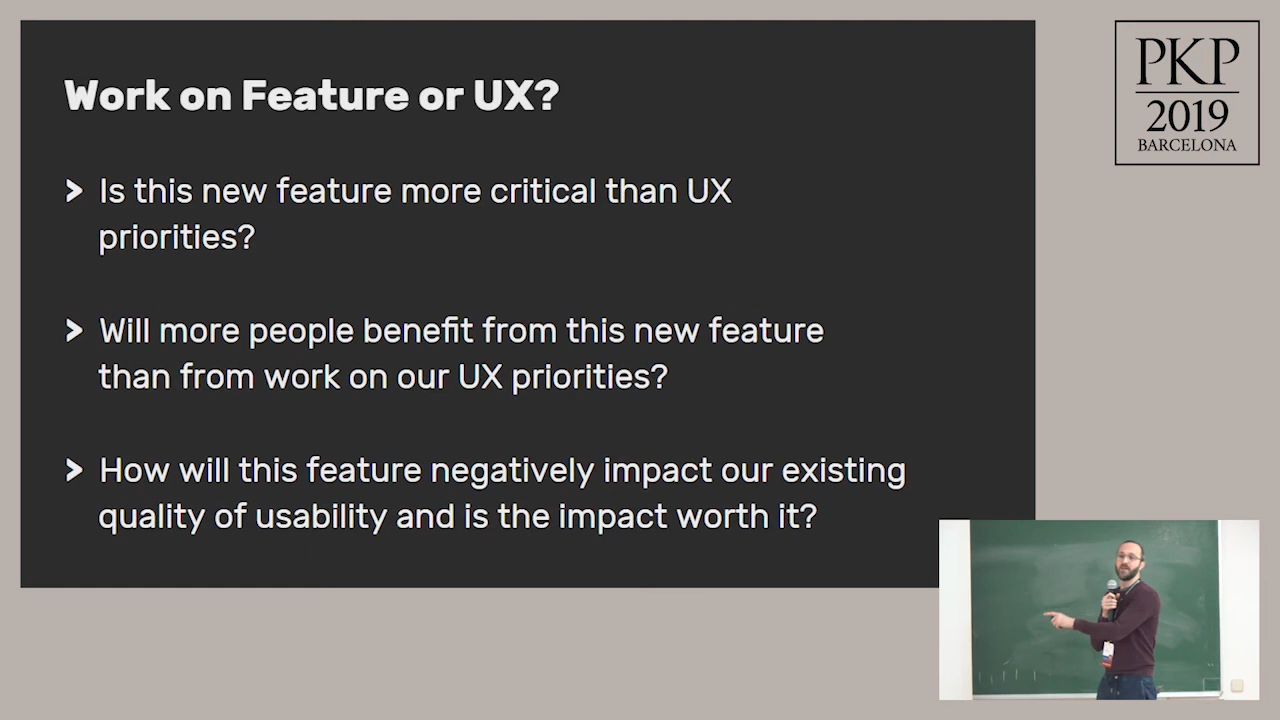 Work on Feature or UX?
> Is this new feature more critical than UX
priorities?
> Will more people benefit from this new feature
than from work on our UX priorities?
> How will this feature negatively impact our existing
quality of usability and is the impact worth it?
PKP
2019
BARCELONA